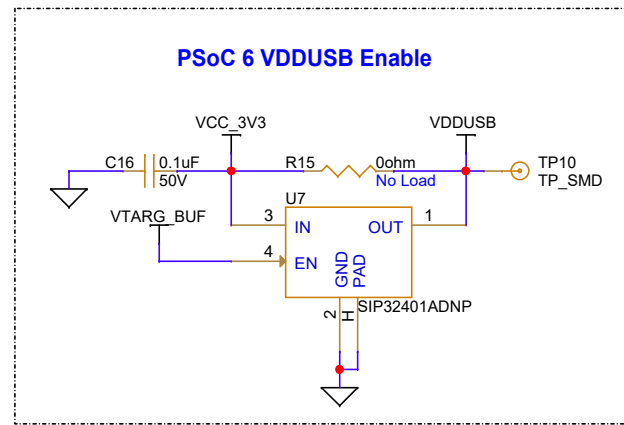 PSoC 6 VDDUSB Enable
VCC_3V3
VDDUSB
C16
0.1uF
50V
R15
0ohm
No Load
TP10
TP_SMD
U7
VTARG_BUF
3
IN
OUT
1
4
EN
GND
PAD
SIP32401ADNP
2
H